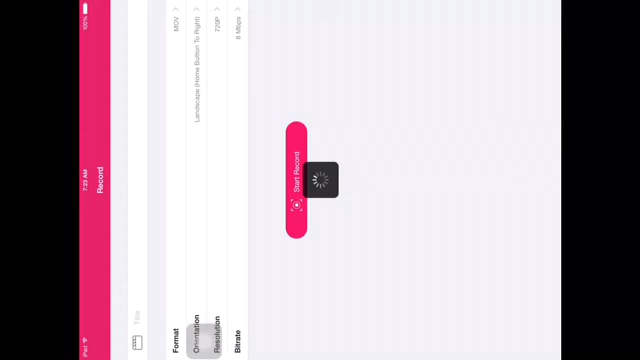 iPad 7:23 AM 100%
Record
Title
Format MOV
Orientation Landscape (Home Button To Right)
Resolution 720P
Bitrate 8 Mbps
Start Record